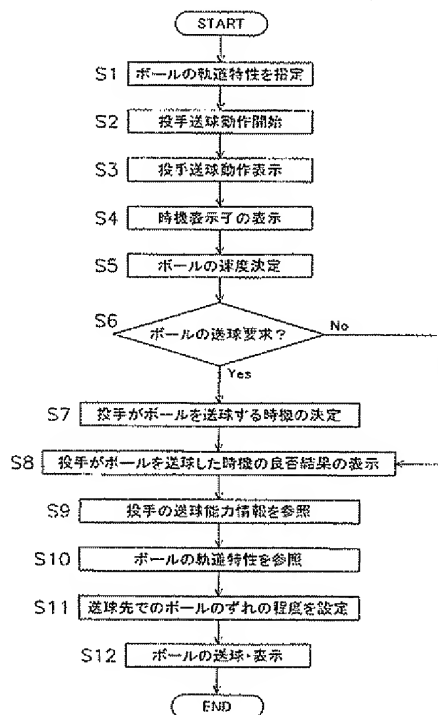 START
S1 ボールの軌道特性を指定
S2 投手送球動作開始
S3 投手送球動作表示
S4 時機表示子の表示
S5 ボールの速度決定
S6 ボールの送球要求? No
Yes
S7 投手がボールを送球する時機の決定
S8 投手がボールを送球した時機の良否結果の表示
S9 投手の送球能力情報を参照
S10 ボールの軌道特性を参照
S11 送球先でのボールのずれの程度を設定
S12 ボールの送球・表示
END